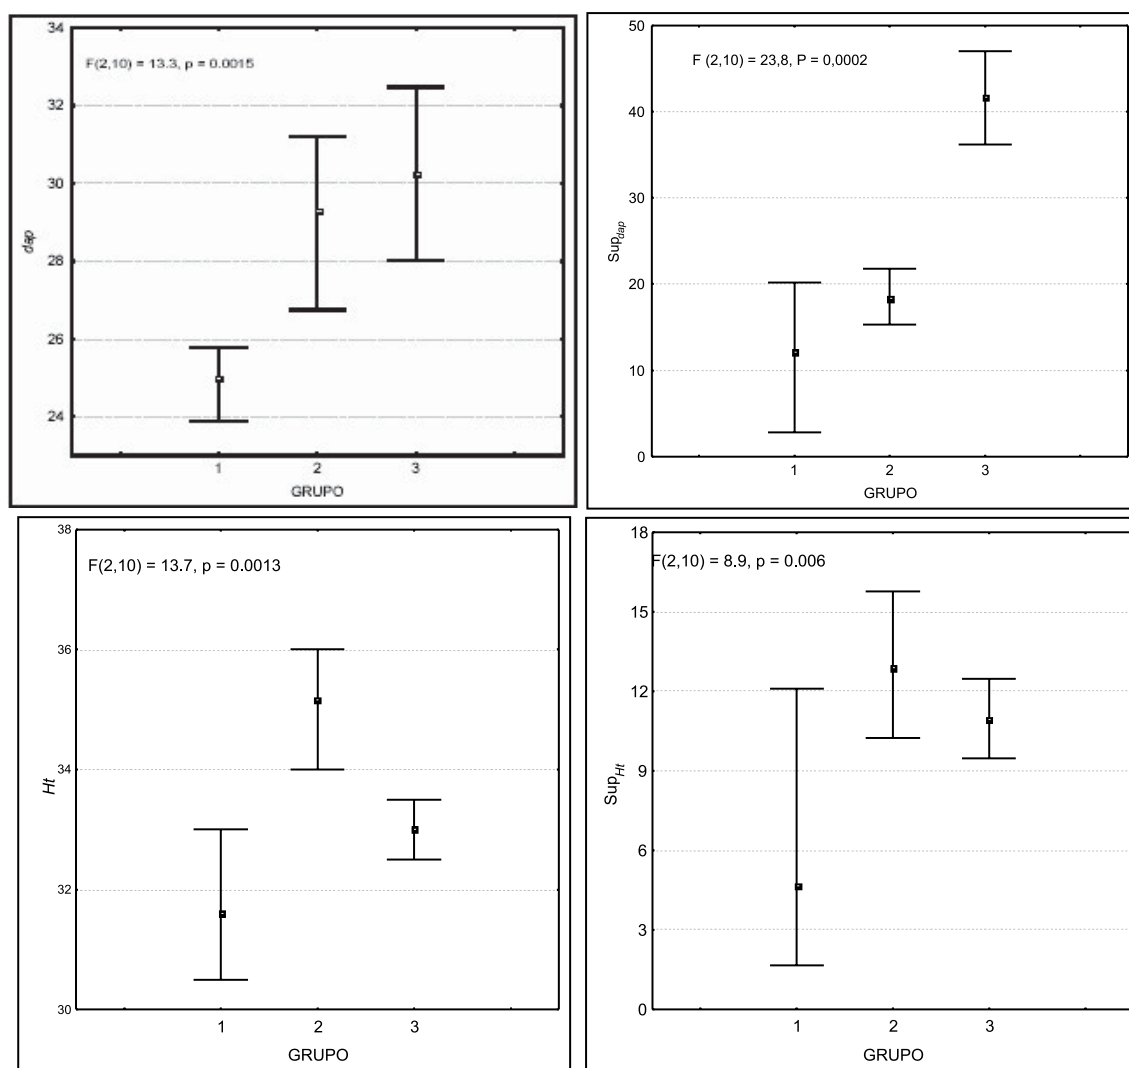 34
F(2,10) = 13.3, p = 0.0015
32
30
dap
28
26
24
1 2 3
GRUPO
50
F (2,10) = 23,8, P = 0,0002
40
30
Supdap
20
10
0
1 2 3
GRUPO
38
F(2,10) = 13.7, p = 0.0013
36
34
Ht
32
30
1 2 3
GRUPO
18
F(2,10) = 8.9, p = 0.006
15
12
9
SupHt
6
3
0
1 2 3
GRUPO